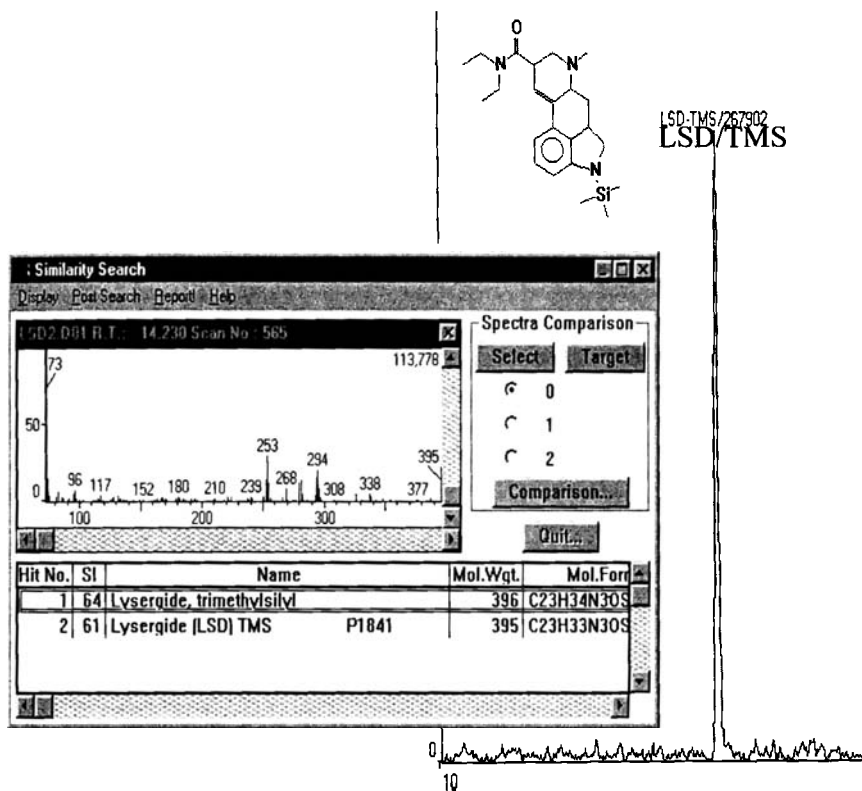 O
N
N
N
Si
LSD-TMS/267902
LSD/TMS
Similarity Search
Display Post Search Report! Help
LSD2.D81 R.T.: 14.230 Scan No: 565
73
113,778
50
253
395
294
96
117
152
180
210
239
268
308
338
377
0
100
200
300
Spectra Comparison
Select Target
0
1
2
Comparison...
Quit...
Hit No. SI Name Mol.Wgt. Mol.Forr
1 64 Lysergide, trimethylsilyl 396 C23H34N3OS
2 61 Lysergide (LSD) TMS P1841 395 C23H33N3OS
0
10